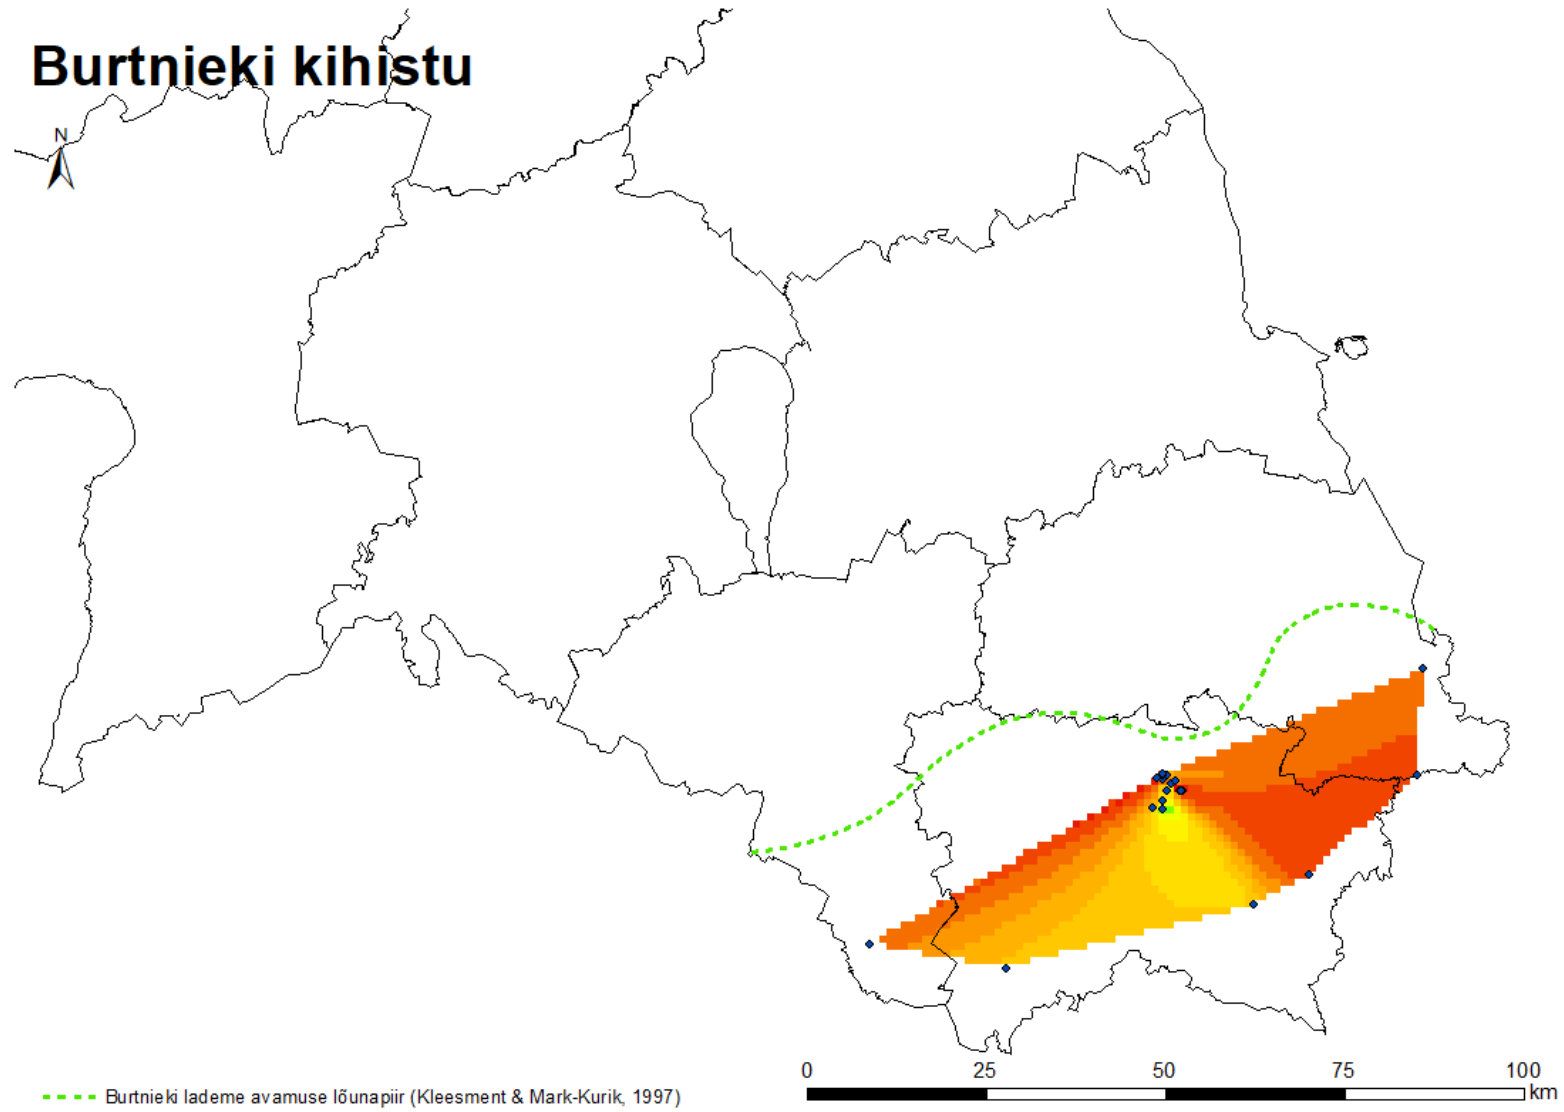 Burtnieki kihistu
N
0 25 50 75 100
km
Burtnieki lademe avamuse lõunapiir (Kleesment & Mark-Kurik, 1997)